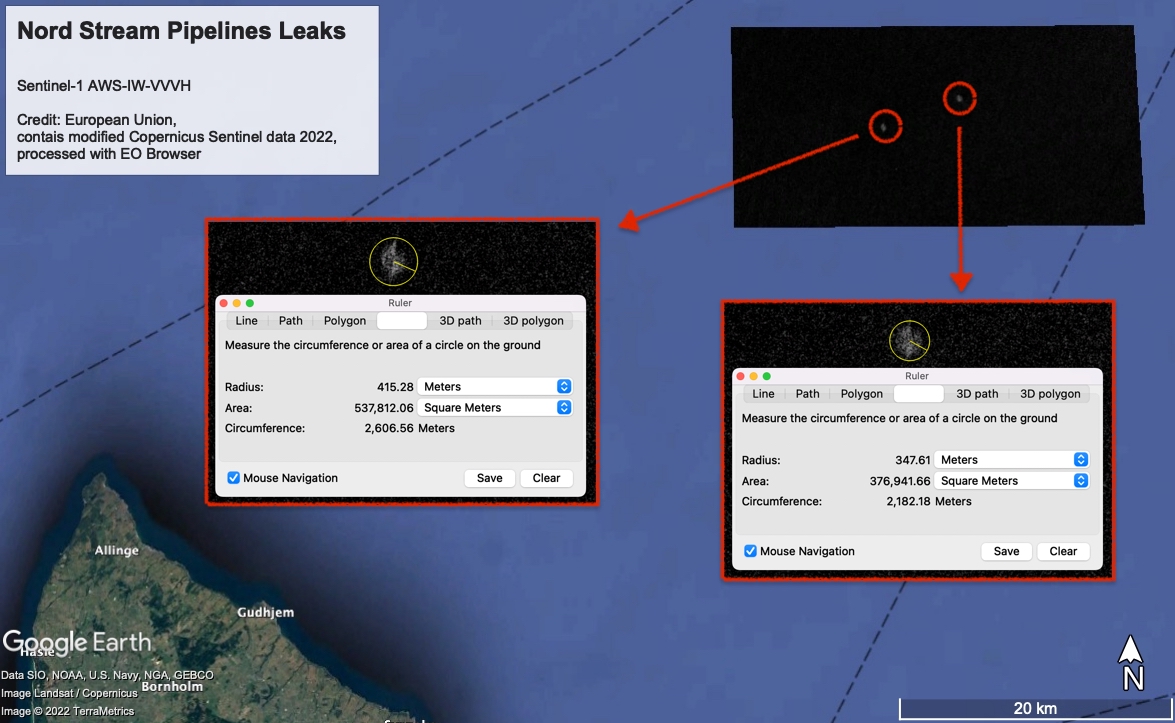 Nord Stream Pipelines Leaks
Sentinel-1 AWS-IW-VVVH
Credit: European Union,
contais modified Copernicus Sentinel data 2022,
processed with EO Browser
Ruler
Line Path Polygon 3D path 3D polygon
Measure the circumference or area of a circle on the ground
Radius: 415.28 Meters
Area: 537,812.06 Square Meters
Circumference: 2,606.56 Meters
Mouse Navigation Save Clear
Ruler
Line Path Polygon 3D path 3D polygon
Measure the circumference or area of a circle on the ground
Radius: 347.61 Meters
Area: 376,941.66 Square Meters
Circumference: 2,182.18 Meters
Mouse Navigation Save Clear
Allinge
Gudhjem
Google Earth
Hasle
Data SIO, NOAA, U.S. Navy, NGA, GEBCO
Image Landsat / Copernicus
Bornholm
Image © 2022 TerraMetrics
N
20 km